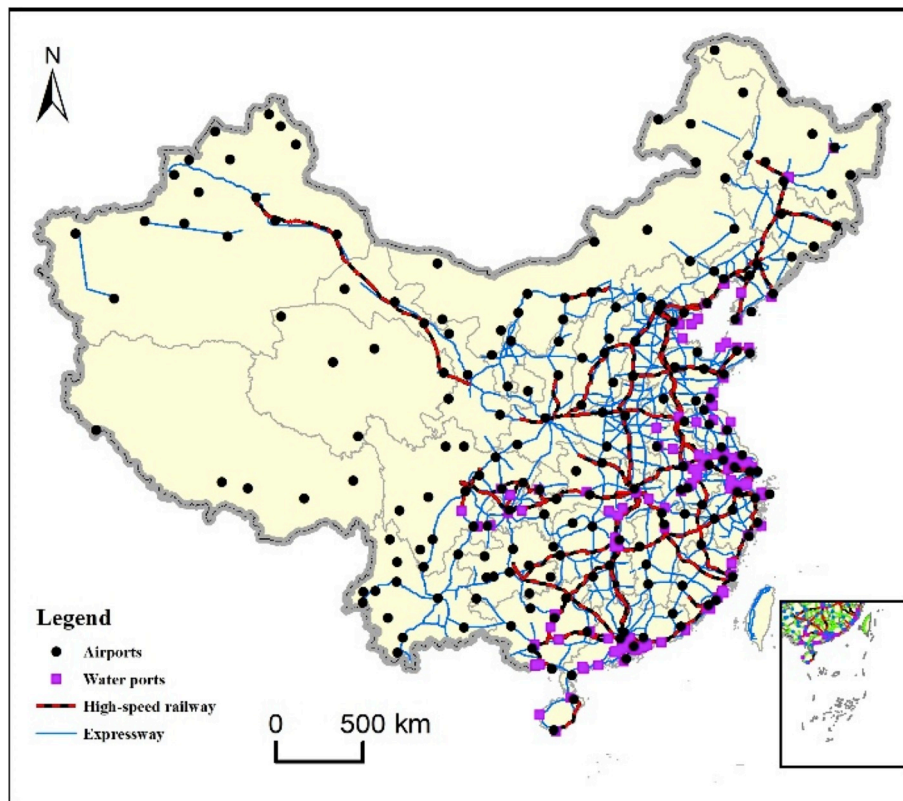 N
Legend
Airports
Water ports
High-speed railway
Expressway
0 500 km